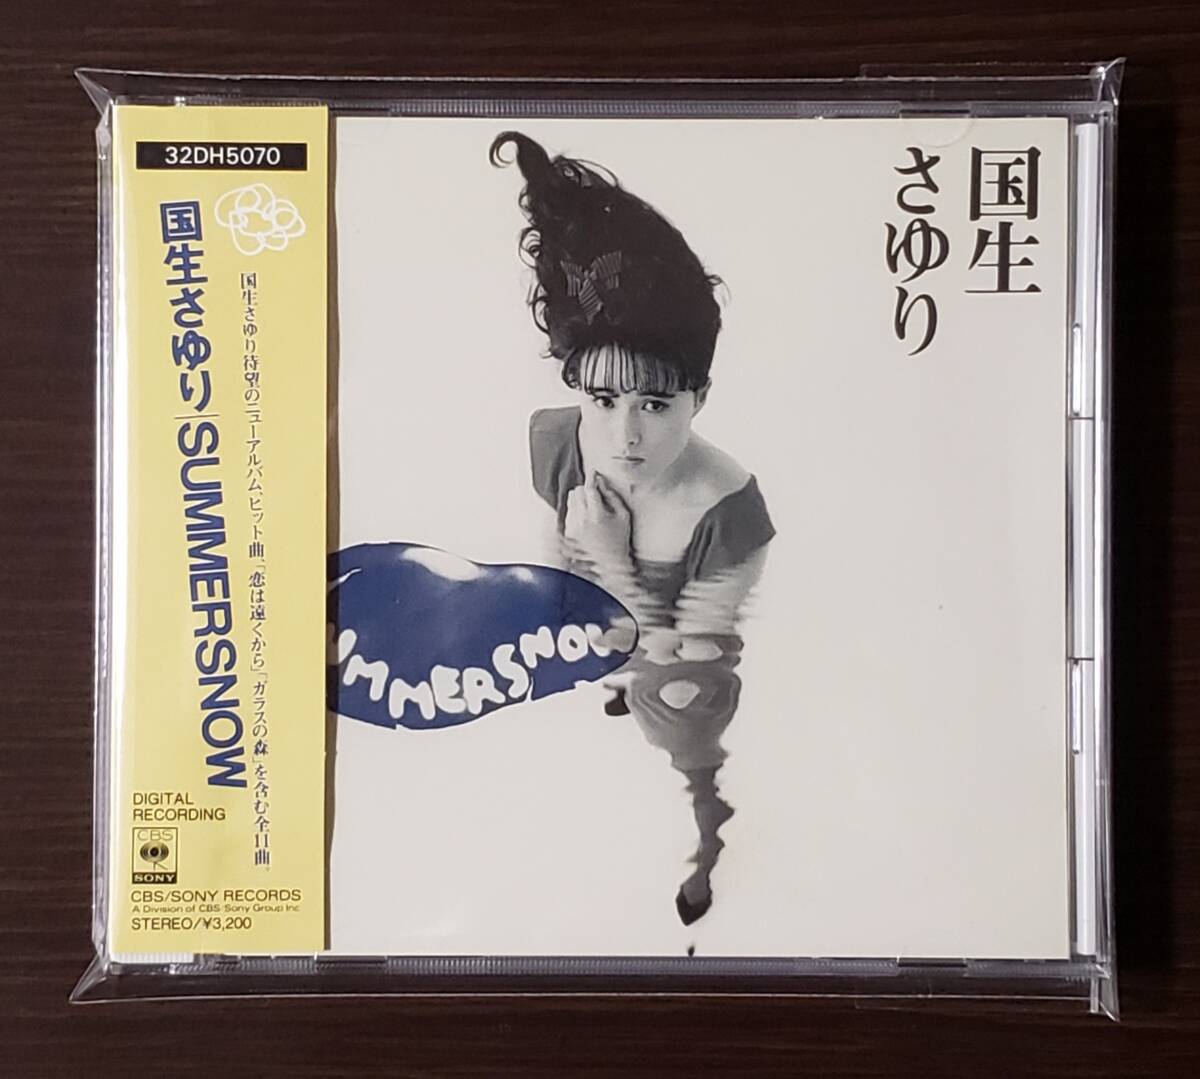 32DH5070
国生さゆり|SUMMERSNOW
国生さゆり待望のニューアルバム、ヒット曲、「恋は遠くから」「ガラスの森」を含む全11曲。
DIGITAL
RECORDING
CBS
SONY
CBS/SONY RECORDS
A Division of CBS/Sony Group Inc
STEREO/¥3,200
国生
さゆり
UMMERSNOW